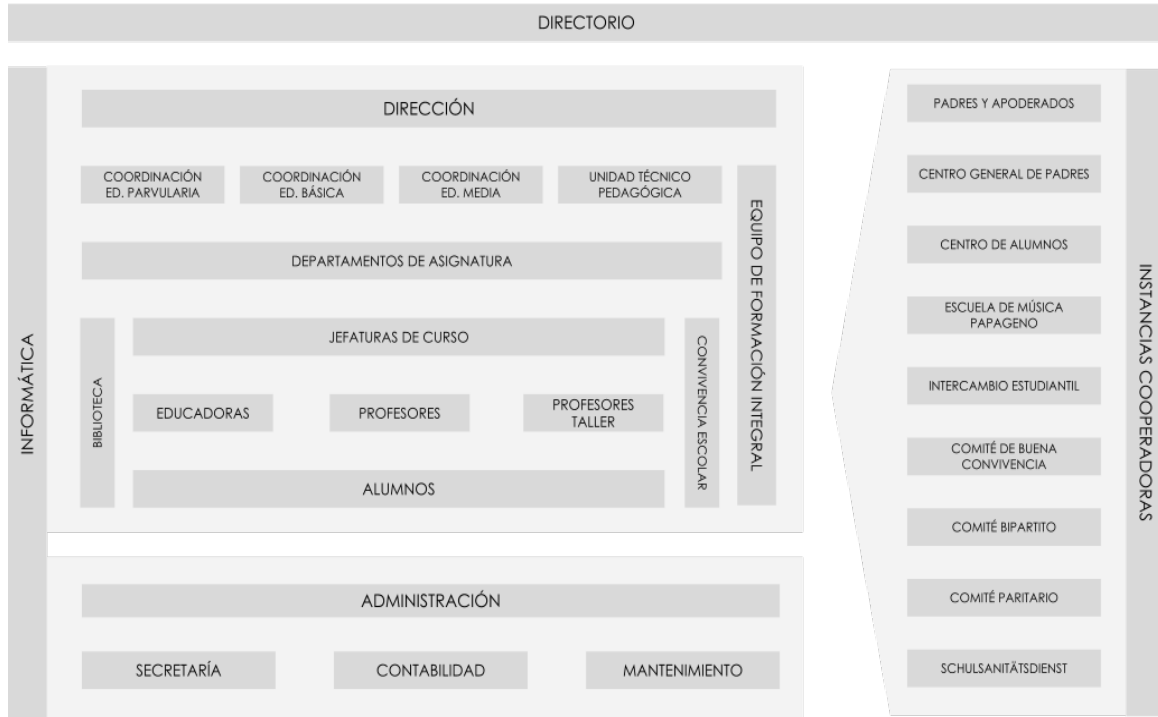 DIRECTORIO
INFORMÁTICA
DIRECCIÓN
COORDINACIÓN
ED. PARVULARIA
COORDINACIÓN
ED. BÁSICA
COORDINACIÓN
ED. MEDIA
UNIDAD TÉCNICO
PEDAGÓGICA
EQUIPO DE FORMACIÓN INTEGRAL
DEPARTAMENTOS DE ASIGNATURA
BIBLIOTECA
JEFATURAS DE CURSO
CONVIVENCIA ESCOLAR
EDUCADORAS
PROFESORES
PROFESORES
TALLER
ALUMNOS
ADMINISTRACIÓN
SECRETARÍA
CONTABILIDAD
MANTENIMIENTO
PADRES Y APODERADOS
CENTRO GENERAL DE PADRES
CENTRO DE ALUMNOS
ESCUELA DE MÚSICA
PAPAGENO
INTERCAMBIO ESTUDIANTIL
COMITÉ DE BUENA
CONVIVENCIA
COMITÉ BIPARTITO
COMITÉ PARITARIO
SCHULSANITÄTSDIENST
INSTANCIAS COOPERADORAS